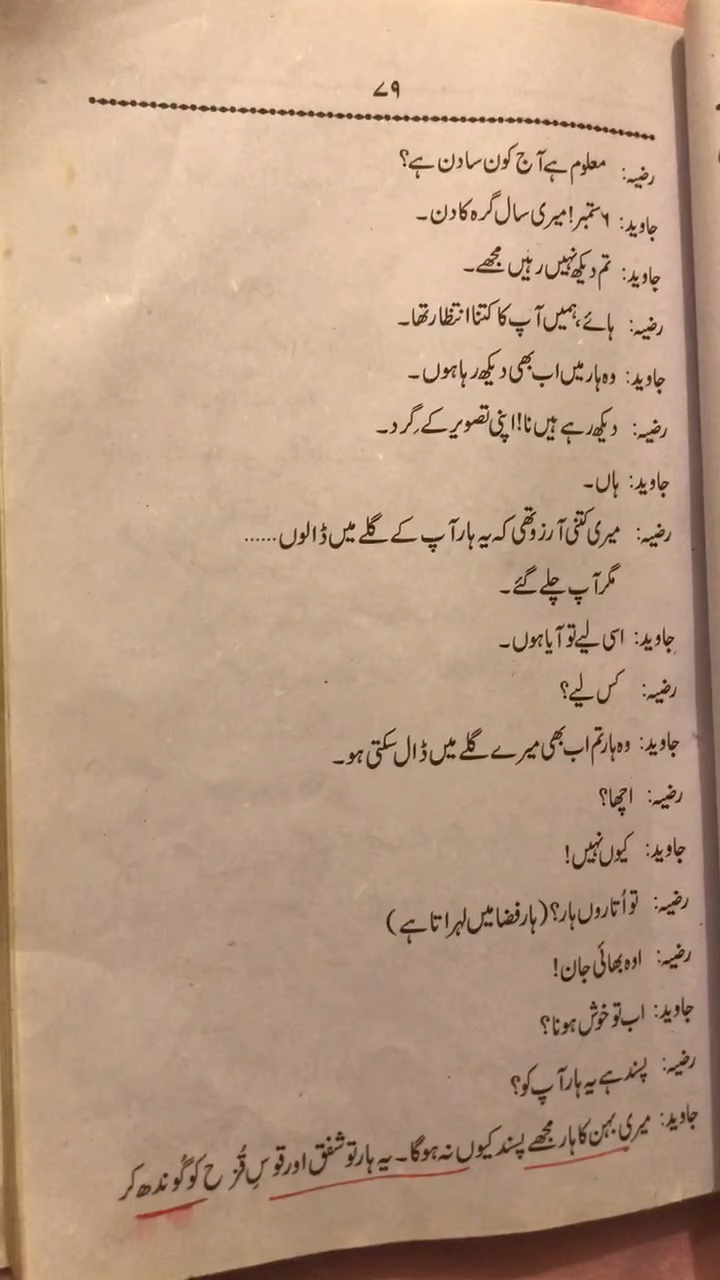 ۷۹
رضیہ: معلوم ہے آج کون سا دن ہے؟
جاوید: ۶ ستمبر! میری سال گرہ کا دن۔
جاوید: تم دیکھ نہیں رہیں مجھے۔
رضیہ: ہائے، ہمیں آپ کا کتنا انتظار تھا۔
جاوید: وہ ہار میں اب بھی دیکھ رہا ہوں۔
رضیہ: دیکھ رہے ہیں نا! اپنی تصویر کے گِرد۔
جاوید: ہاں۔
رضیہ: میری کتنی آرزو تھی کہ یہ ہار آپ کے گلے میں ڈالوں ......
مگر آپ چلے گئے۔
جاوید: اسی لیے تو آیا ہوں۔
رضیہ: کس لیے؟
جاوید: وہ ہار تم اب بھی میرے گلے میں ڈال سکتی ہو۔
رضیہ: اچھا؟
جاوید: کیوں نہیں!
رضیہ: تو اُتاروں ہار؟ (ہار فضا میں لہراتا ہے)
رضیہ: اوہ بھائی جان!
جاوید: اب تو خوش ہو نا؟
رضیہ: پسند ہے یہ ہار آپ کو؟
جاوید: میری بہن کا ہار مجھے پسند کیوں نہ ہوگا۔ یہ ہار تو شفق اور قوسِ قُزح کو گُوندھ کر